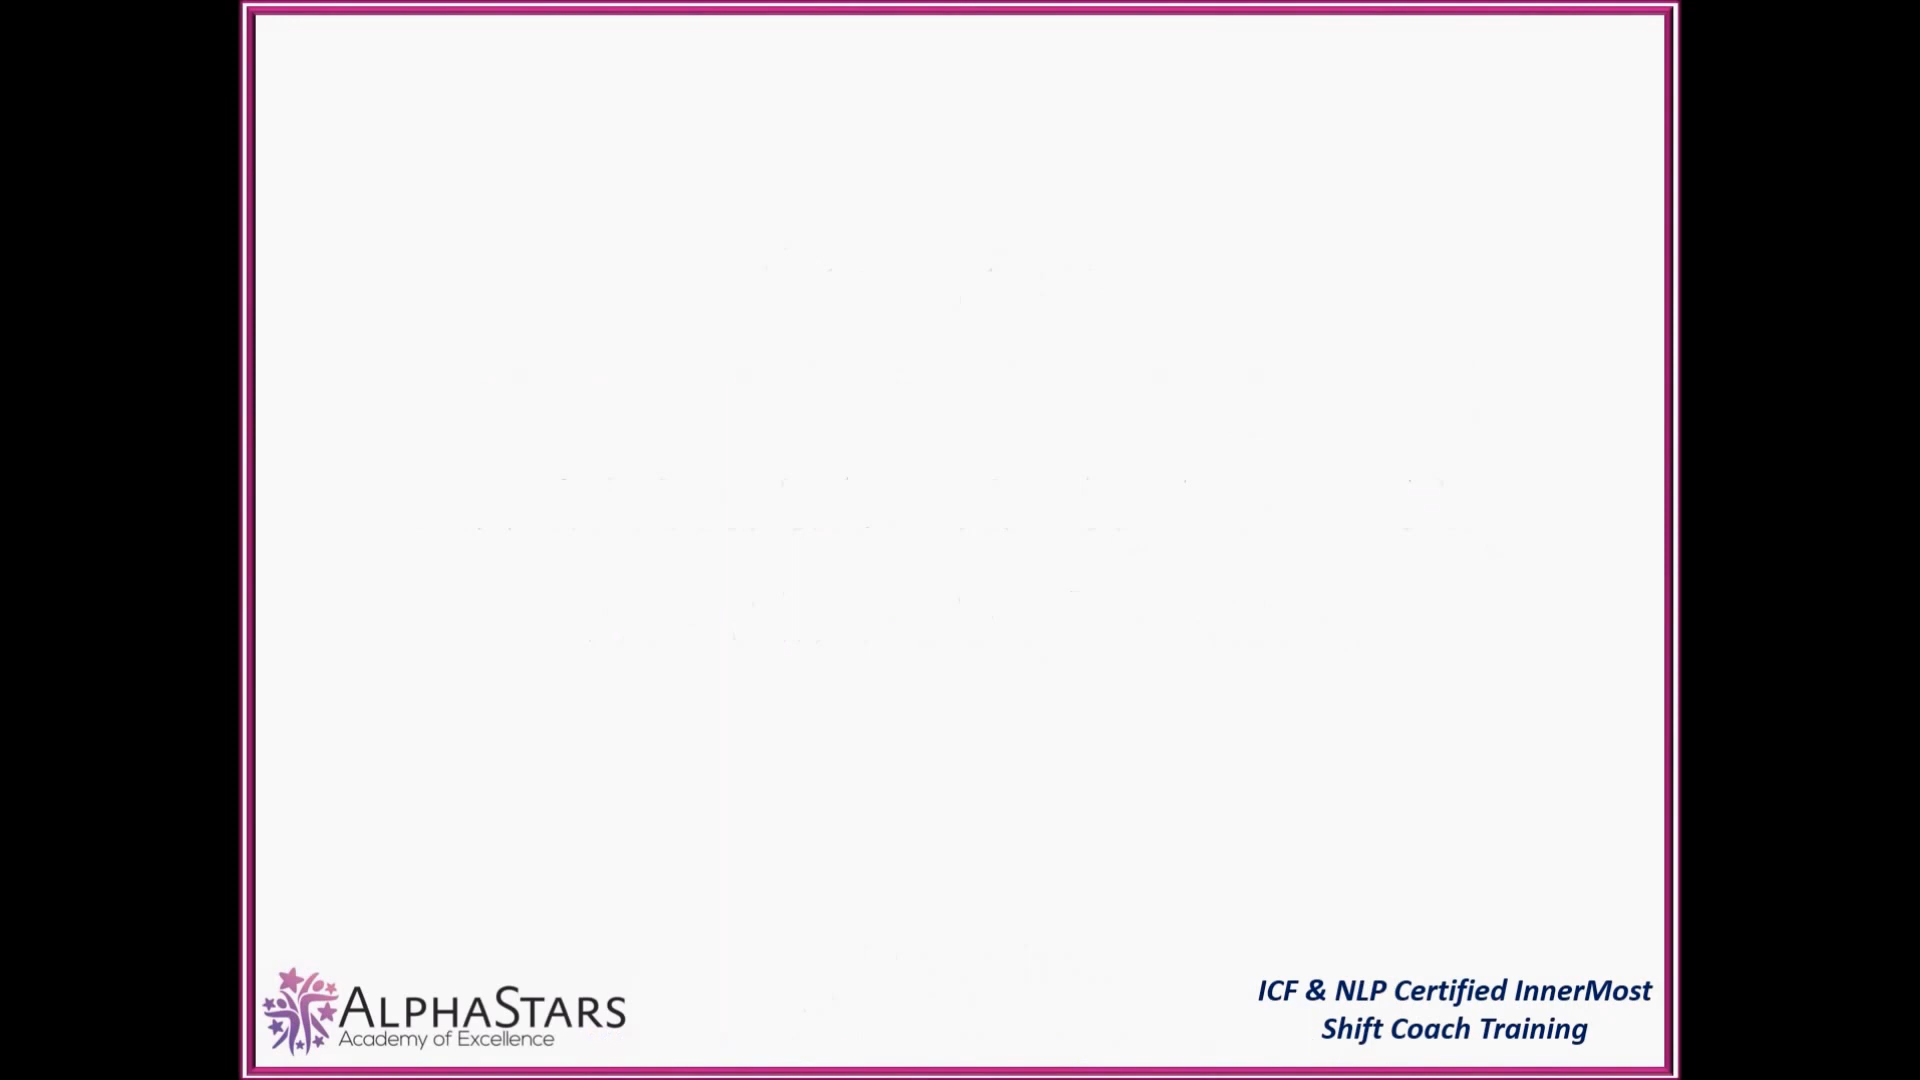 ALPHASTARS
Academy of Excellence
ICF & NLP Certified InnerMost
Shift Coach Training